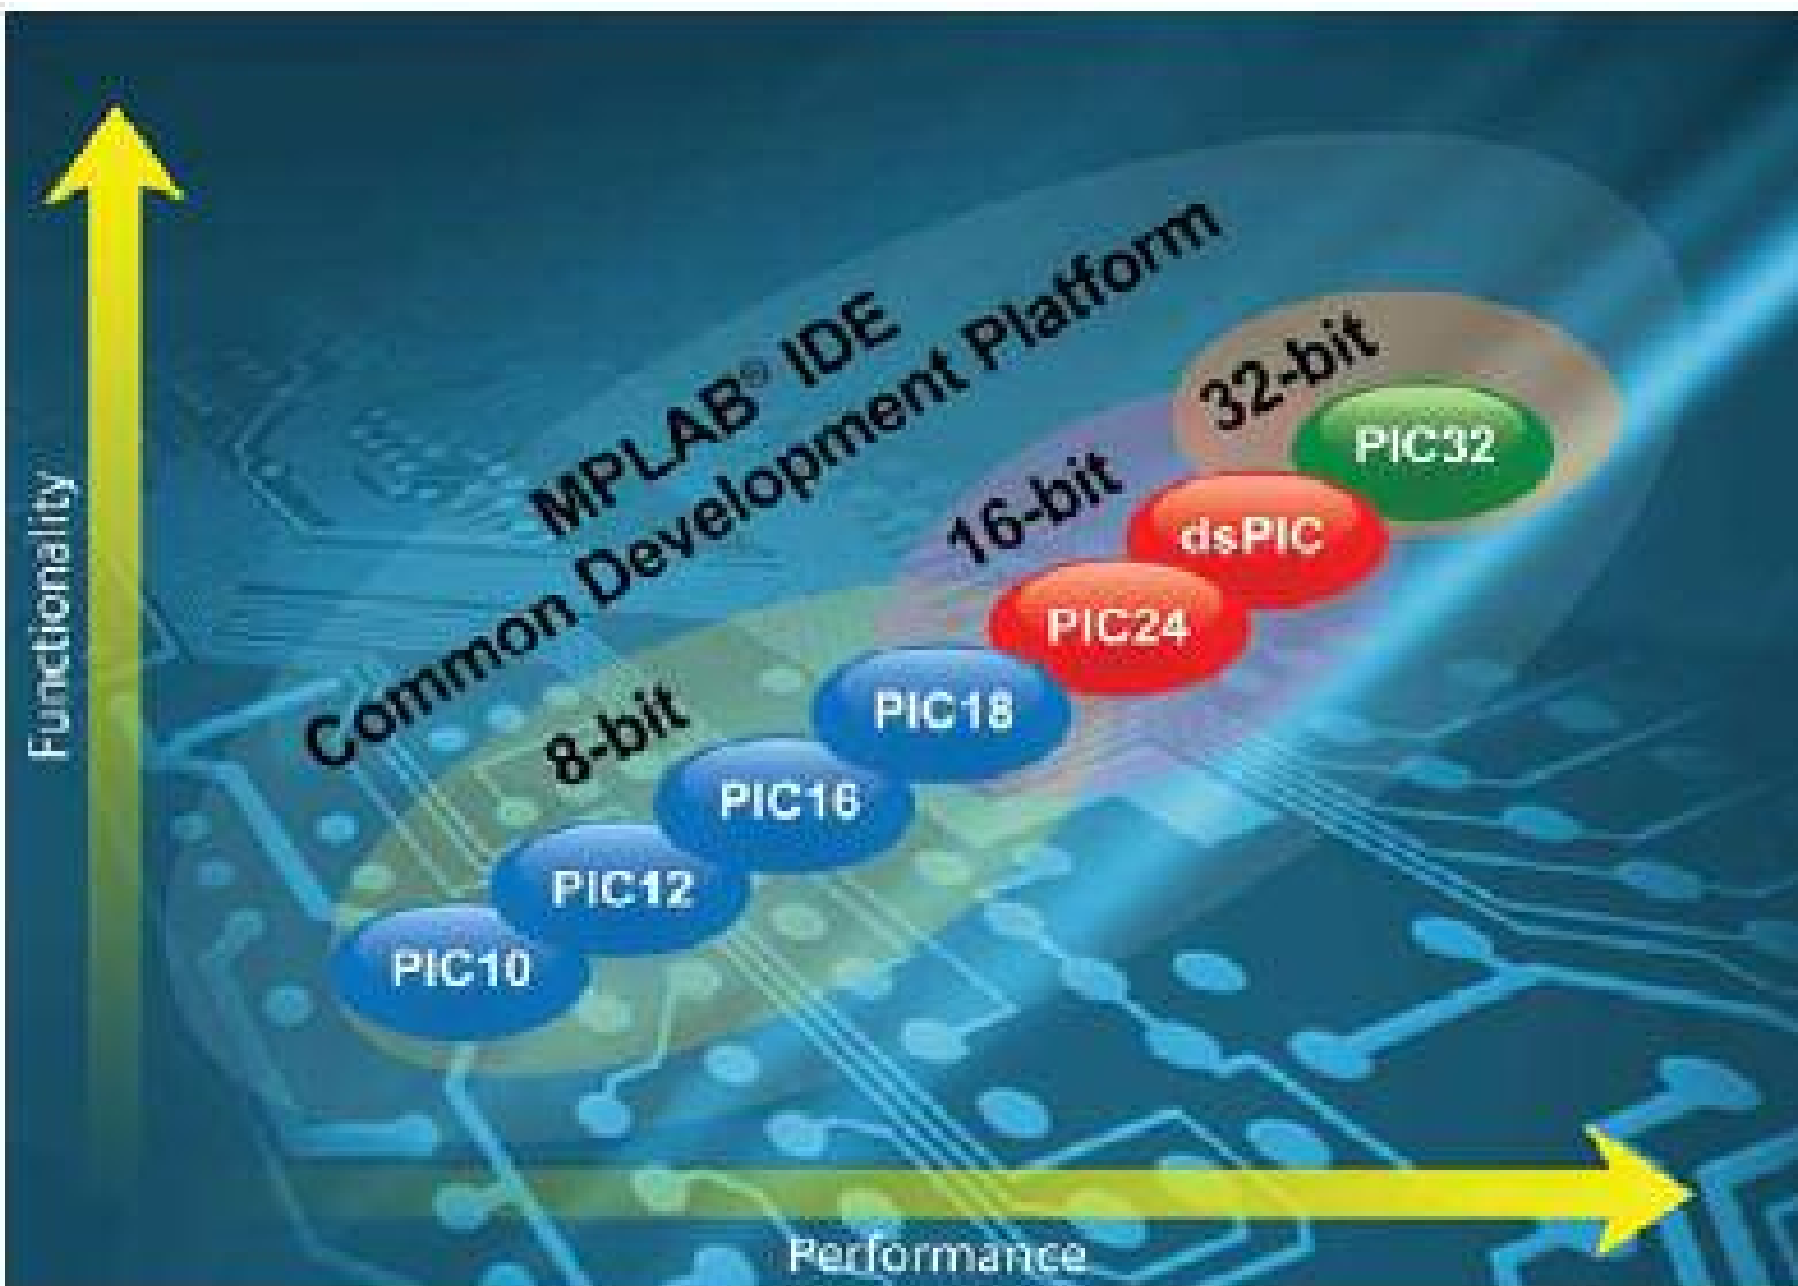 MPLAB® IDE
Common Development Platform
32-bit
PIC32
16-bit
dsPIC
PIC24
8-bit
PIC18
PIC16
PIC12
PIC10
Functionality
Performance